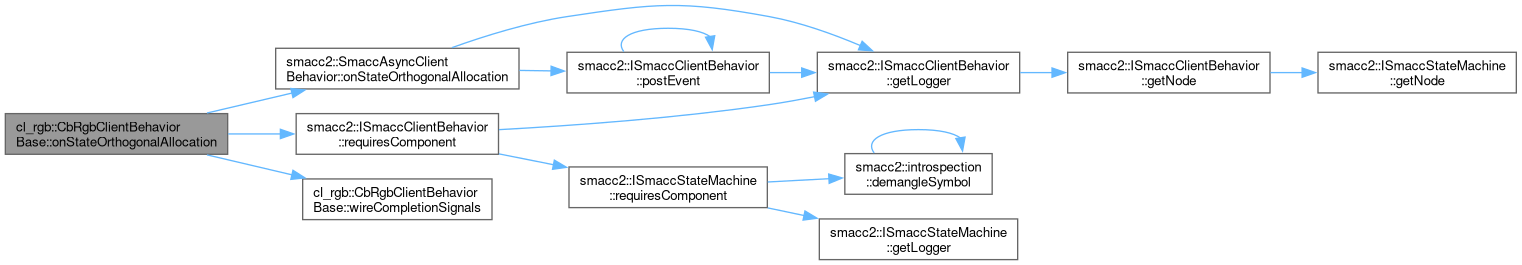 cl_rgb::CbRgbClientBehavior
Base::onStateOrthogonalAllocation
smacc2::SmaccAsyncClient
Behavior::onStateOrthogonalAllocation
smacc2::ISmaccClientBehavior
::postEvent
smacc2::ISmaccClientBehavior
::getLogger
smacc2::ISmaccClientBehavior
::getNode
smacc2::ISmaccStateMachine
::getNode
smacc2::ISmaccClientBehavior
::requiresComponent
smacc2::ISmaccStateMachine
::requiresComponent
smacc2::introspection
::demangleSymbol
smacc2::ISmaccStateMachine
::getLogger
cl_rgb::CbRgbClientBehavior
Base::wireCompletionSignals